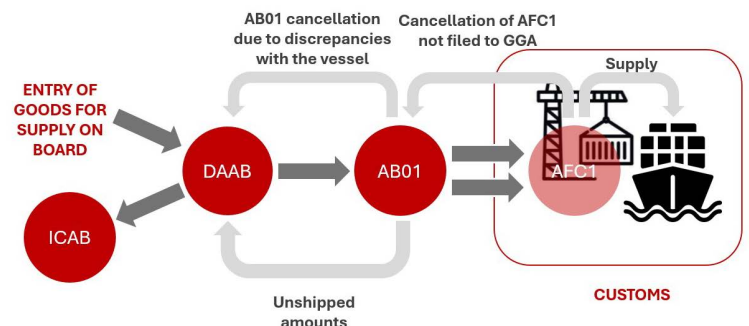 AB01 cancellation
due to discrepancies
with the vessel
Cancellation of AFC1
not filed to GGA
Supply
ENTRY OF
GOODS FOR
SUPPLY ON
BOARD
DAAB
AB01
AFC1
ICAB
Unshipped
amounts
CUSTOMS